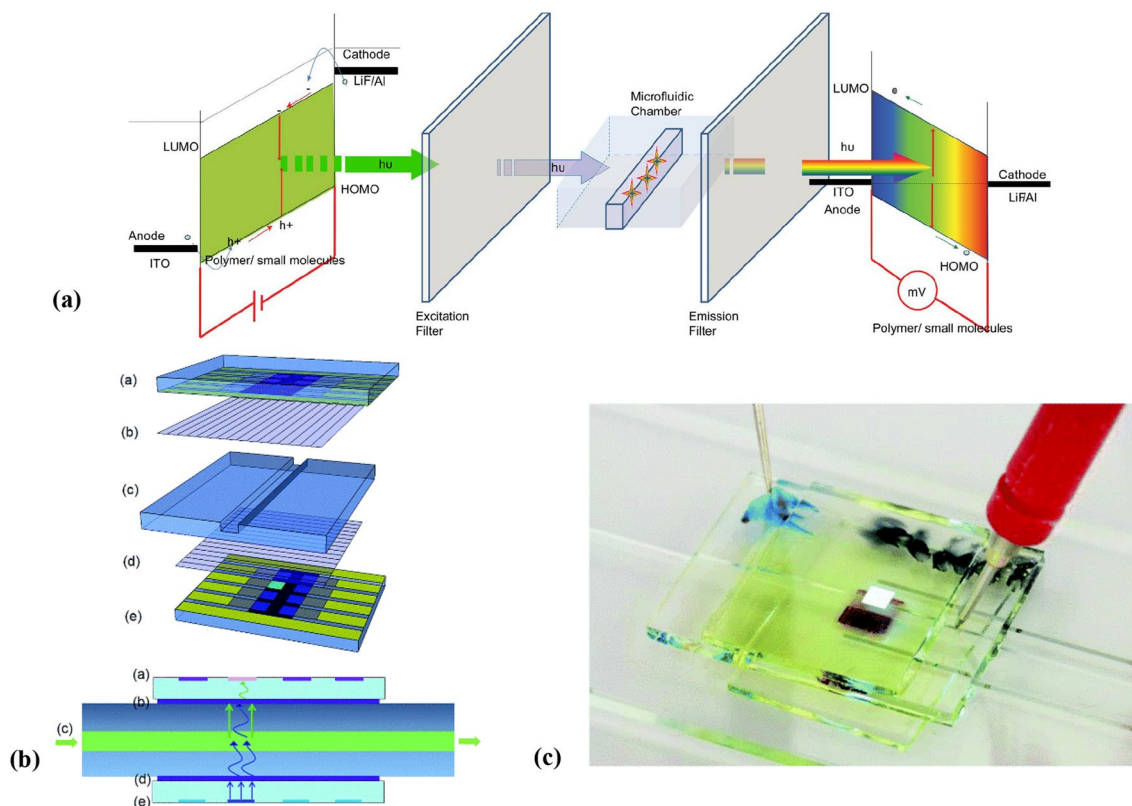 Cathode
LiF/Al
LUMO
hυ
HOMO
Anode
h+
h+
ITO
Polymer/ small molecules
Excitation
Filter
hυ
Microfluidic
Chamber
Emission
Filter
LUMO
hυ
ITO
Anode
Cathode
LiF/Al
HOMO
mV
Polymer/ small molecules
(a)
(a)
(b)
(c)
(d)
(e)
(a)
(b)
(c)
(d)
(e)
(b)
(c)